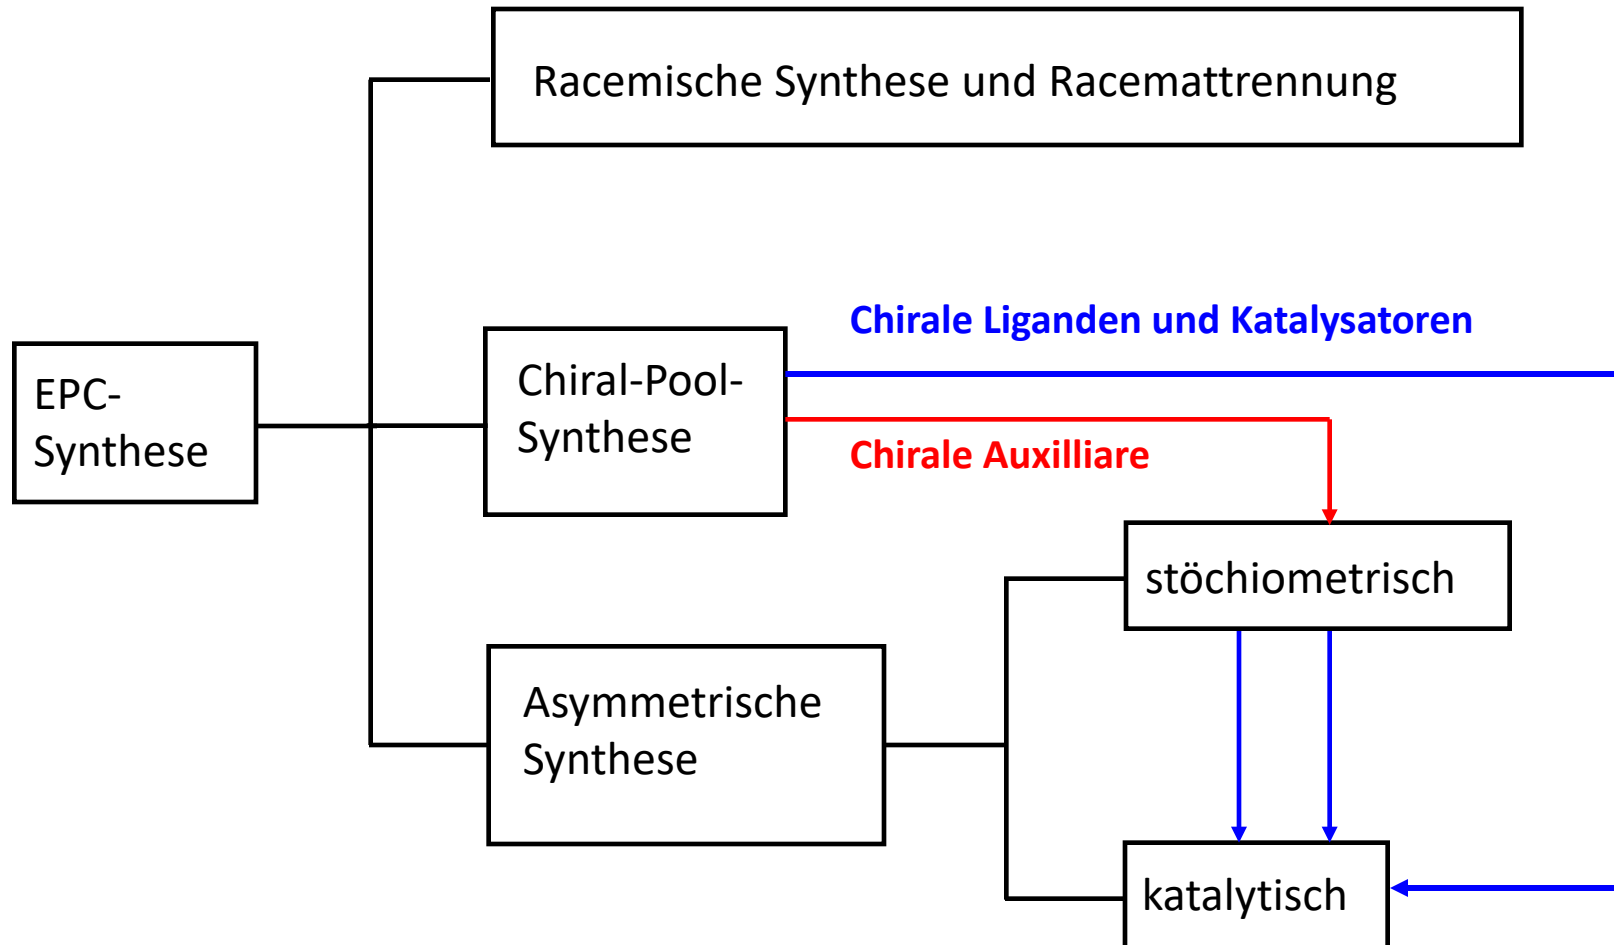 Racemische Synthese und Racemattrennung
Chirale Liganden und Katalysatoren
EPC-
Synthese
Chiral-Pool-
Synthese
Chirale Auxilliare
stöchiometrisch
Asymmetrische
Synthese
katalytisch